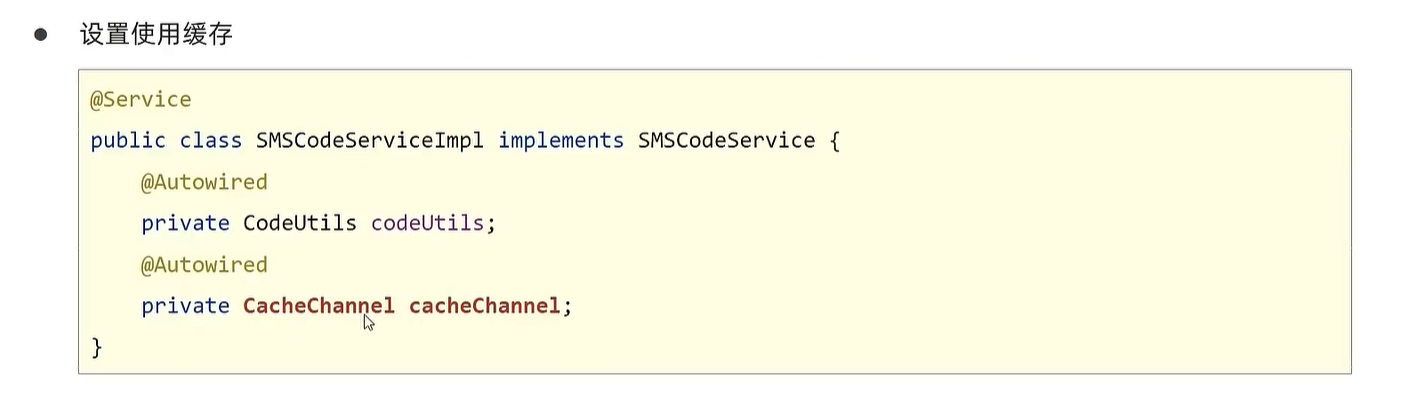 ● 设置使用缓存
@Service
public class SMSCodeServiceImpl implements SMSCodeService {
    @Autowired
    private CodeUtils codeUtils;
    @Autowired
    private CacheChannel cacheChannel;
}